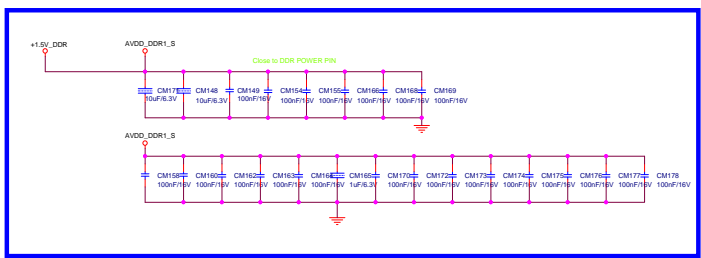 +1.5V_DDR
AVDD_DDR1_S
Close to DDR POWER PIN
CM171 CM148 CM149 CM154 CM155 CM166 CM168 CM169
10uF/6.3V 10uF/6.3V 100nF/16V 100nF/16V 100nF/16V 100nF/16V 100nF/16V 100nF/16V
AVDD_DDR1_S
CM158 CM160 CM162 CM163 CM165 CM170 CM172 CM173 CM174 CM175 CM176 CM177 CM178
100nF/16V 100nF/16V 100nF/16V 100nF/16V 100nF/16V 1uF/6.3V 100nF/16V 100nF/16V 100nF/16V 100nF/16V 100nF/16V 100nF/16V 100nF/16V 100nF/16V